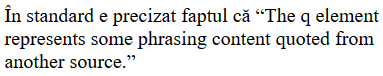 În standard e precizat faptul că “The q element
represents some phrasing content quoted from
another source.”